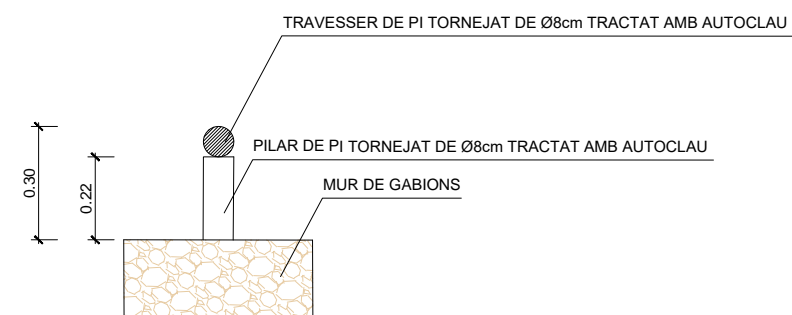 TRAVESSER DE PI TORNEJAT DE Ø8cm TRACTAT AMB AUTOCLAU
PILAR DE PI TORNEJAT DE Ø8cm TRACTAT AMB AUTOCLAU
MUR DE GABIONS
0.30
0.22